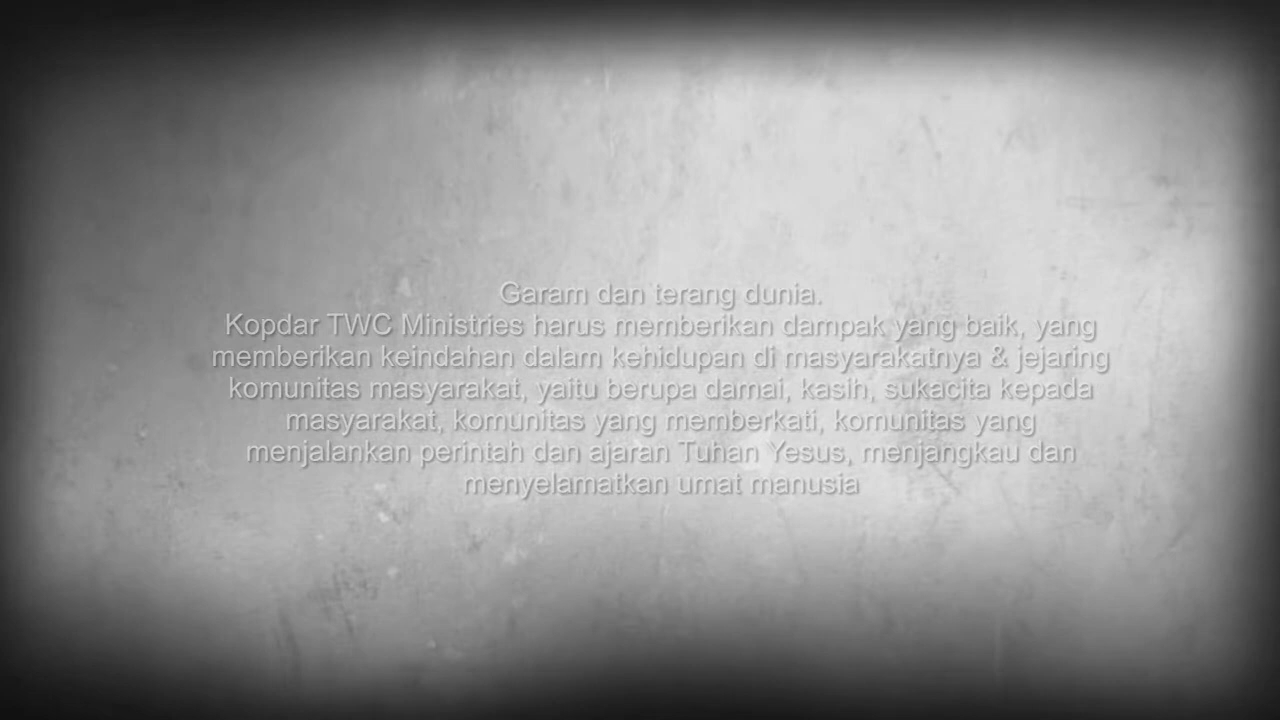 Garam dan terang dunia.
Kopdar TWC Ministries harus memberikan dampak yang baik, yang
memberikan keindahan dalam kehidupan di masyarakatnya & jejaring
komunitas masyarakat, yaitu berupa damai, kasih, sukacita kepada
masyarakat, komunitas yang memberkati, komunitas yang
menjalankan perintah dan ajaran Tuhan Yesus, menjangkau dan
menyelamatkan umat manusia